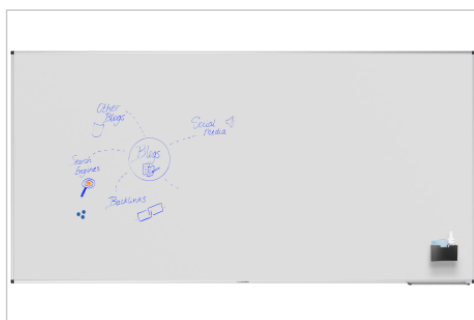 Other
Blogs
Social
Media
Blogs
Search
Engines
Backlinks